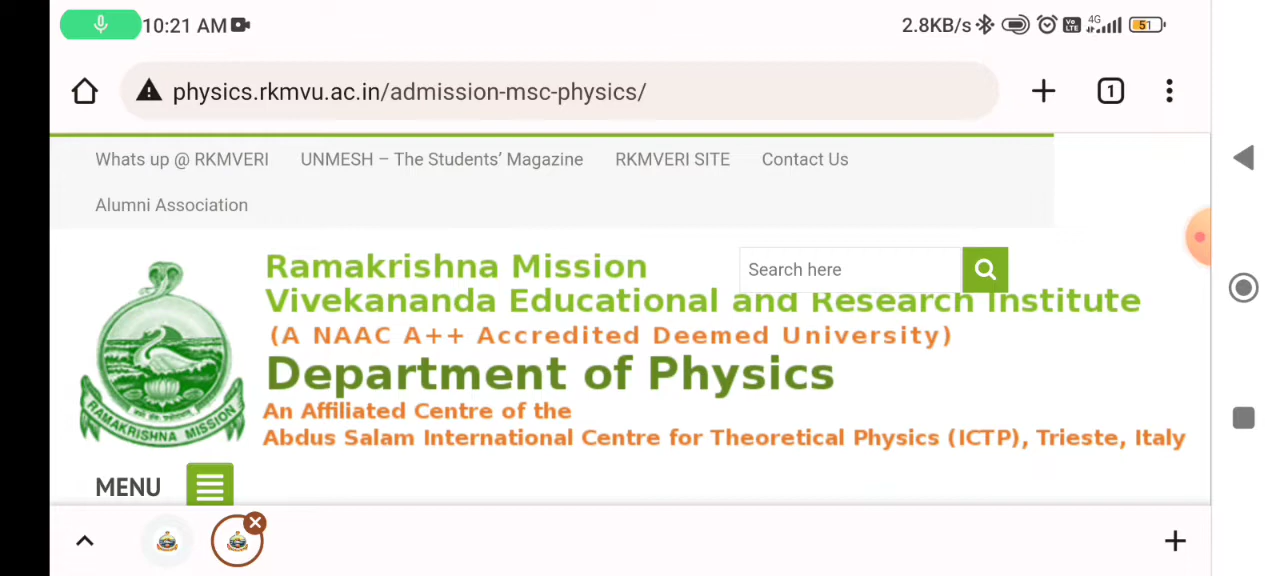 10:21 AM
2.8KB/s
Vo LTE
4G
51
physics.rkmvu.ac.in/admission-msc-physics/
1
Whats up @ RKMVERI
UNMESH – The Students' Magazine
RKMVERI SITE
Contact Us
Alumni Association
Search here
Ramakrishna Mission
Vivekananda Educational and Research Institute
(A NAAC A++ Accredited Deemed University)
Department of Physics
An Affiliated Centre of the
Abdus Salam International Centre for Theoretical Physics (ICTP), Trieste, Italy
RAMAKRISHNA MISSION
MENU